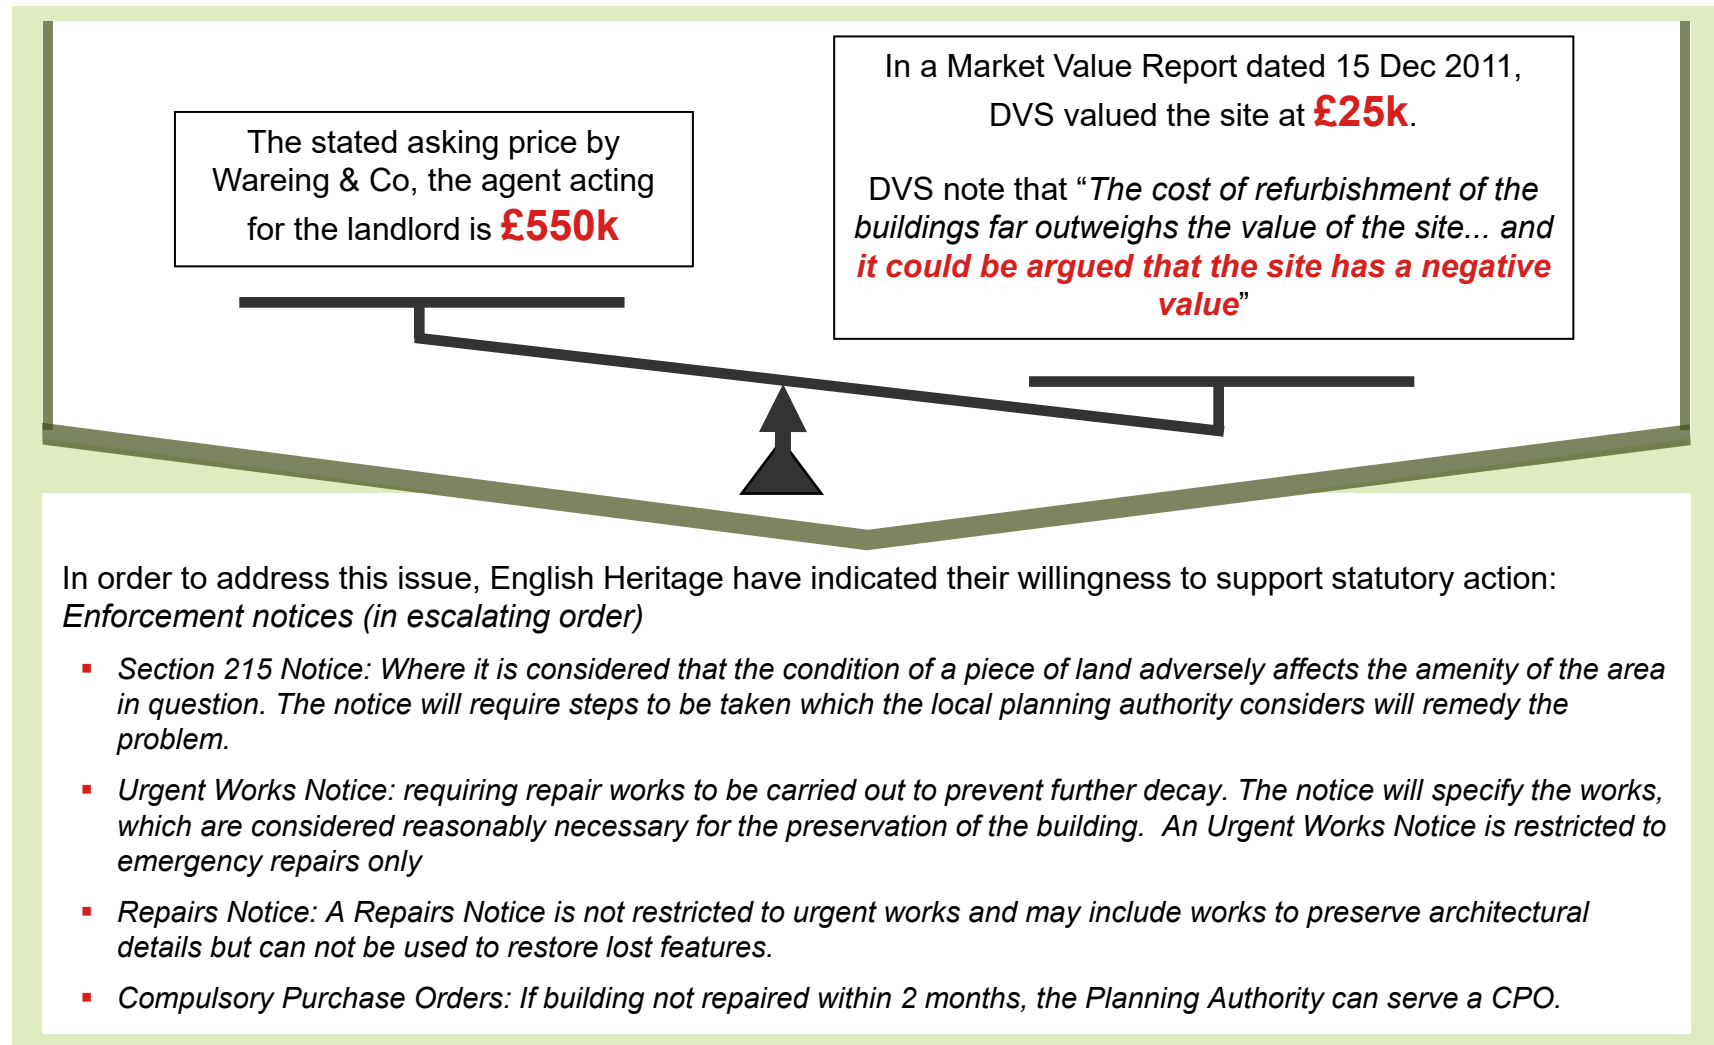 The stated asking price by
Wareing & Co, the agent acting
for the landlord is £550k
In a Market Value Report dated 15 Dec 2011,
DVS valued the site at £25k.
DVS note that “The cost of refurbishment of the
buildings far outweighs the value of the site... and
it could be argued that the site has a negative
value”
In order to address this issue, English Heritage have indicated their willingness to support statutory action:
Enforcement notices (in escalating order)
▪ Section 215 Notice: Where it is considered that the condition of a piece of land adversely affects the amenity of the area
in question. The notice will require steps to be taken which the local planning authority considers will remedy the
problem.
▪ Urgent Works Notice: requiring repair works to be carried out to prevent further decay. The notice will specify the works,
which are considered reasonably necessary for the preservation of the building.  An Urgent Works Notice is restricted to
emergency repairs only
▪ Repairs Notice: A Repairs Notice is not restricted to urgent works and may include works to preserve architectural
details but can not be used to restore lost features.
▪ Compulsory Purchase Orders: If building not repaired within 2 months, the Planning Authority can serve a CPO.